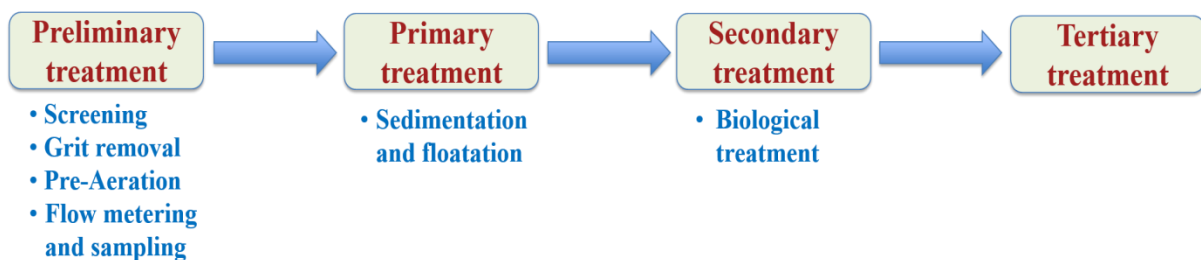 Preliminary
treatment
• Screening
• Grit removal
• Pre-Aeration
• Flow metering
and sampling
Primary
treatment
• Sedimentation
and floatation
Secondary
treatment
• Biological
treatment
Tertiary
treatment